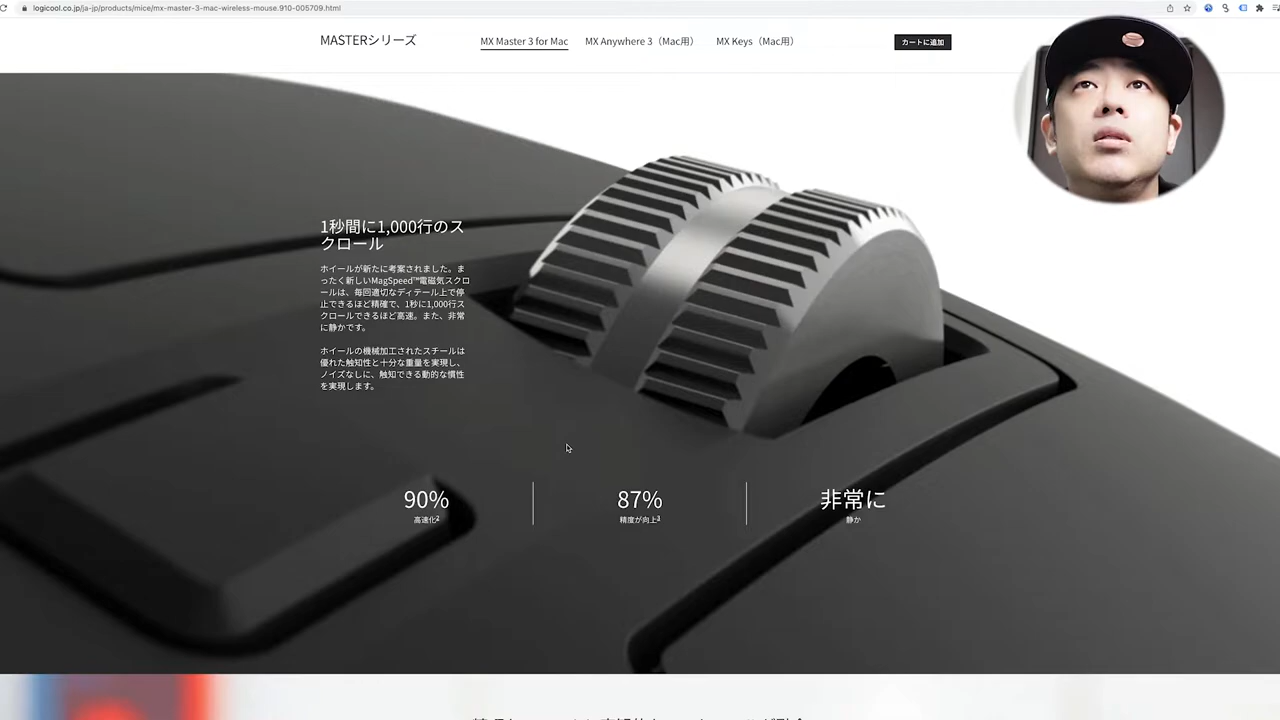 logicool.co.jp/ja-jp/products/mice/mx-master-3-mac-wireless-mouse.910-005709.html
MASTERシリーズ
MX Master 3 for Mac
MX Anywhere 3（Mac用）
MX Keys（Mac用）
カートに追加
1秒間に1,000行のス
クロール
ホイールが新たに考案されました。ま
ったく新しいMagSpeed™電磁気スクロ
ールは、毎回適切なディテール上で停
止できるほど精確で、1秒に1,000行ス
クロールできるほど高速。また、非常
に静かです。
ホイールの機械加工されたスチールは
優れた触知性と十分な重量を実現し、
ノイズなしに、触知できる動的な慣性
を実現します。
90%
高速化2
87%
精度が向上3
非常に
静か